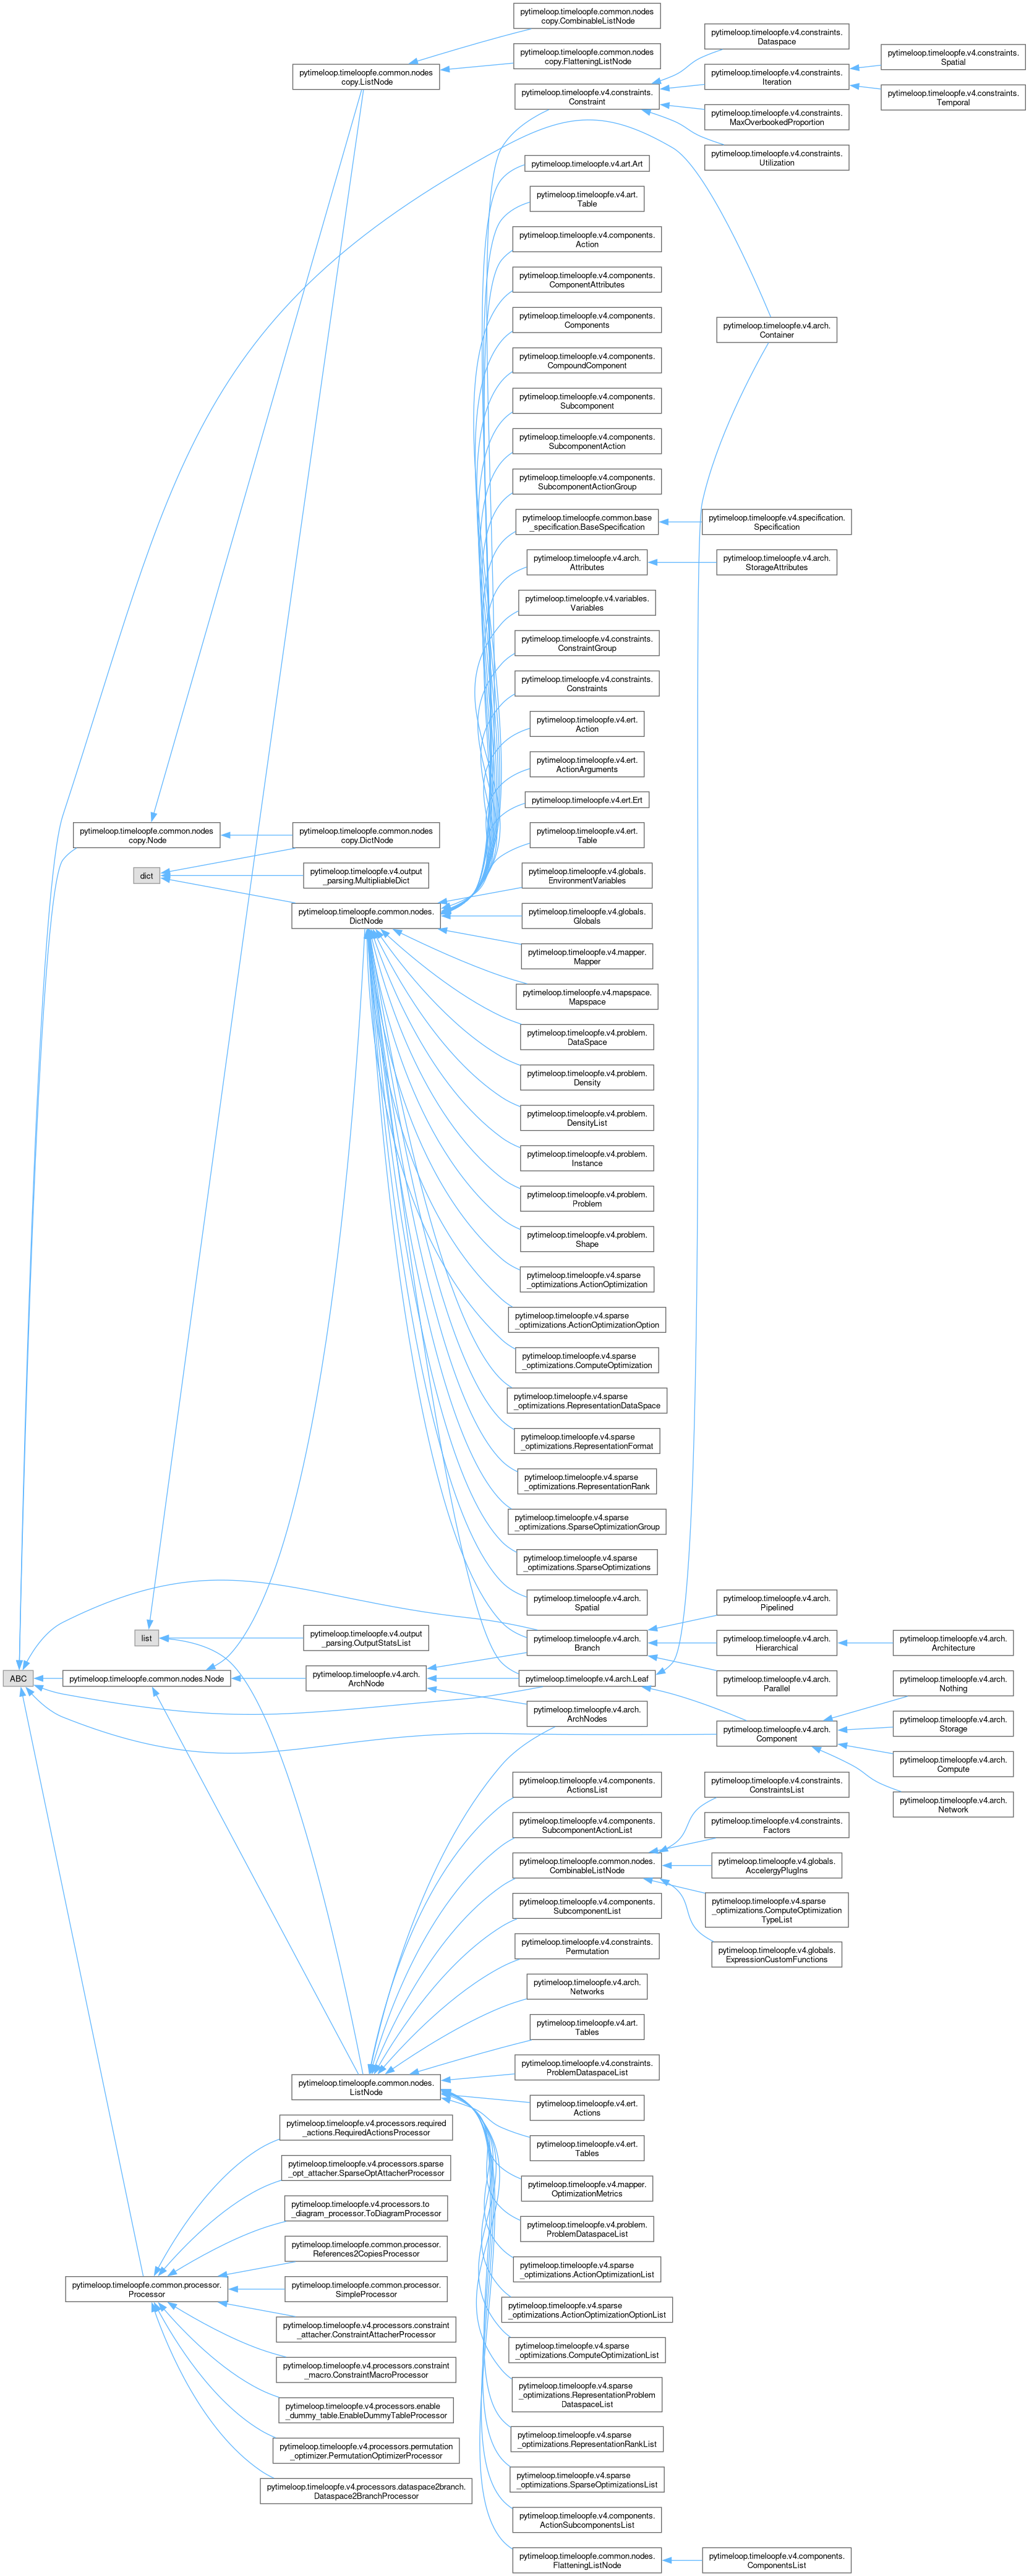 pytimeloop.timeloopfe.common.nodes
copy.CombinableListNode
pytimeloop.timeloopfe.common.nodes
copy.FlatteningListNode
pytimeloop.timeloopfe.common.nodes
copy.ListNode
pytimeloop.timeloopfe.v4.constraints.
Constraint
pytimeloop.timeloopfe.v4.constraints.
Dataspace
pytimeloop.timeloopfe.v4.constraints.
Iteration
pytimeloop.timeloopfe.v4.constraints.
MaxOverbookedProportion
pytimeloop.timeloopfe.v4.constraints.
Utilization
pytimeloop.timeloopfe.v4.constraints.
Spatial
pytimeloop.timeloopfe.v4.constraints.
Temporal
pytimeloop.timeloopfe.v4.art.Art
pytimeloop.timeloopfe.v4.art.
Table
pytimeloop.timeloopfe.v4.components.
Action
pytimeloop.timeloopfe.v4.components.
ComponentAttributes
pytimeloop.timeloopfe.v4.components.
Components
pytimeloop.timeloopfe.v4.arch.
Container
pytimeloop.timeloopfe.v4.components.
CompoundComponent
pytimeloop.timeloopfe.v4.components.
Subcomponent
pytimeloop.timeloopfe.v4.components.
SubcomponentAction
pytimeloop.timeloopfe.v4.components.
SubcomponentActionGroup
pytimeloop.timeloopfe.common.base
_specification.BaseSpecification
pytimeloop.timeloopfe.v4.specification.
Specification
pytimeloop.timeloopfe.v4.arch.
Attributes
pytimeloop.timeloopfe.v4.arch.
StorageAttributes
pytimeloop.timeloopfe.v4.variables.
Variables
pytimeloop.timeloopfe.v4.constraints.
ConstraintGroup
pytimeloop.timeloopfe.v4.constraints.
Constraints
pytimeloop.timeloopfe.v4.ert.
Action
pytimeloop.timeloopfe.v4.ert.
ActionArguments
pytimeloop.timeloopfe.v4.ert.Ert
pytimeloop.timeloopfe.v4.ert.
Table
pytimeloop.timeloopfe.common.nodes
copy.Node
pytimeloop.timeloopfe.common.nodes
copy.DictNode
dict
pytimeloop.timeloopfe.v4.output
_parsing.MultipliableDict
pytimeloop.timeloopfe.common.nodes.
DictNode
pytimeloop.timeloopfe.v4.globals.
EnvironmentVariables
pytimeloop.timeloopfe.v4.globals.
Globals
pytimeloop.timeloopfe.v4.mapper.
Mapper
pytimeloop.timeloopfe.v4.mapspace.
Mapspace
pytimeloop.timeloopfe.v4.problem.
DataSpace
pytimeloop.timeloopfe.v4.problem.
Density
pytimeloop.timeloopfe.v4.problem.
DensityList
pytimeloop.timeloopfe.v4.problem.
Instance
pytimeloop.timeloopfe.v4.problem.
Problem
pytimeloop.timeloopfe.v4.problem.
Shape
pytimeloop.timeloopfe.v4.sparse
_optimizations.ActionOptimization
pytimeloop.timeloopfe.v4.sparse
_optimizations.ActionOptimizationOption
pytimeloop.timeloopfe.v4.sparse
_optimizations.ComputeOptimization
pytimeloop.timeloopfe.v4.sparse
_optimizations.RepresentationDataSpace
pytimeloop.timeloopfe.v4.sparse
_optimizations.RepresentationFormat
pytimeloop.timeloopfe.v4.sparse
_optimizations.RepresentationRank
pytimeloop.timeloopfe.v4.sparse
_optimizations.SparseOptimizationGroup
pytimeloop.timeloopfe.v4.sparse
_optimizations.SparseOptimizations
pytimeloop.timeloopfe.v4.arch.
Spatial
list
pytimeloop.timeloopfe.v4.output
_parsing.OutputStatsList
pytimeloop.timeloopfe.v4.arch.
Branch
pytimeloop.timeloopfe.v4.arch.
Pipelined
pytimeloop.timeloopfe.v4.arch.
Hierarchical
pytimeloop.timeloopfe.v4.arch.
Architecture
pytimeloop.timeloopfe.v4.arch.
Parallel
ABC
pytimeloop.timeloopfe.common.nodes.Node
pytimeloop.timeloopfe.v4.arch.
ArchNode
pytimeloop.timeloopfe.v4.arch.Leaf
pytimeloop.timeloopfe.v4.arch.
ArchNodes
pytimeloop.timeloopfe.v4.arch.
Component
pytimeloop.timeloopfe.v4.arch.
Nothing
pytimeloop.timeloopfe.v4.arch.
Storage
pytimeloop.timeloopfe.v4.arch.
Compute
pytimeloop.timeloopfe.v4.arch.
Network
pytimeloop.timeloopfe.v4.components.
ActionsList
pytimeloop.timeloopfe.v4.components.
SubcomponentActionList
pytimeloop.timeloopfe.common.nodes.
CombinableListNode
pytimeloop.timeloopfe.v4.constraints.
ConstraintsList
pytimeloop.timeloopfe.v4.constraints.
Factors
pytimeloop.timeloopfe.v4.globals.
AccelergyPlugIns
pytimeloop.timeloopfe.v4.sparse
_optimizations.ComputeOptimization
TypeList
pytimeloop.timeloopfe.v4.globals.
ExpressionCustomFunctions
pytimeloop.timeloopfe.v4.components.
SubcomponentList
pytimeloop.timeloopfe.v4.constraints.
Permutation
pytimeloop.timeloopfe.v4.arch.
Networks
pytimeloop.timeloopfe.v4.art.
Tables
pytimeloop.timeloopfe.common.nodes.
ListNode
pytimeloop.timeloopfe.v4.constraints.
ProblemDataspaceList
pytimeloop.timeloopfe.v4.ert.
Actions
pytimeloop.timeloopfe.v4.ert.
Tables
pytimeloop.timeloopfe.v4.mapper.
OptimizationMetrics
pytimeloop.timeloopfe.v4.problem.
ProblemDataspaceList
pytimeloop.timeloopfe.v4.sparse
_optimizations.ActionOptimizationList
pytimeloop.timeloopfe.v4.sparse
_optimizations.ActionOptimizationOptionList
pytimeloop.timeloopfe.v4.sparse
_optimizations.ComputeOptimizationList
pytimeloop.timeloopfe.v4.sparse
_optimizations.RepresentationProblem
DataspaceList
pytimeloop.timeloopfe.v4.sparse
_optimizations.RepresentationRankList
pytimeloop.timeloopfe.v4.sparse
_optimizations.SparseOptimizationsList
pytimeloop.timeloopfe.v4.components.
ActionSubcomponentsList
pytimeloop.timeloopfe.common.nodes.
FlatteningListNode
pytimeloop.timeloopfe.v4.components.
ComponentsList
pytimeloop.timeloopfe.v4.processors.required
_actions.RequiredActionsProcessor
pytimeloop.timeloopfe.v4.processors.sparse
_opt_attacher.SparseOptAttacherProcessor
pytimeloop.timeloopfe.v4.processors.to
_diagram_processor.ToDiagramProcessor
pytimeloop.timeloopfe.common.processor.
References2CopiesProcessor
pytimeloop.timeloopfe.common.processor.
Processor
pytimeloop.timeloopfe.common.processor.
SimpleProcessor
pytimeloop.timeloopfe.v4.processors.constraint
_attacher.ConstraintAttacherProcessor
pytimeloop.timeloopfe.v4.processors.constraint
_macro.ConstraintMacroProcessor
pytimeloop.timeloopfe.v4.processors.enable
_dummy_table.EnableDummyTableProcessor
pytimeloop.timeloopfe.v4.processors.permutation
_optimizer.PermutationOptimizerProcessor
pytimeloop.timeloopfe.v4.processors.dataspace2branch.
Dataspace2BranchProcessor